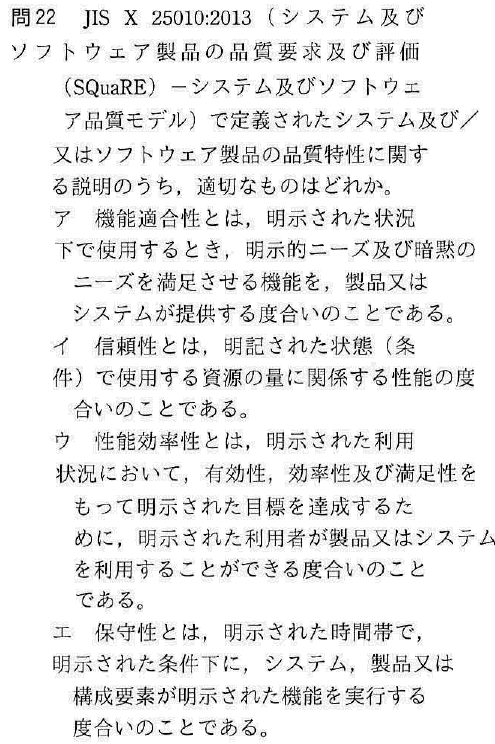 問22 JIS X 25010:2013（システム及び
ソフトウェア製品の品質要求及び評価
（SQuaRE）－システム及びソフトウェ
ア品質モデル）で定義されたシステム及び／
又はソフトウェア製品の品質特性に関す
る説明のうち，適切なものはどれか。
ア 機能適合性とは，明示された状況
下で使用するとき，明示的ニーズ及び暗黙の
ニーズを満足させる機能を，製品又は
システムが提供する度合いのことである。
イ 信頼性とは，明記された状態（条
件）で使用する資源の量に関係する性能の度
合いのことである。
ウ 性能効率性とは，明示された利用
状況において，有効性，効率性及び満足性を
もって明示された目標を達成するた
めに，明示された利用者が製品又はシステム
を利用することができる度合いのこと
である。
エ 保守性とは，明示された時間帯で，
明示された条件下に，システム，製品又は
構成要素が明示された機能を実行する
度合いのことである。